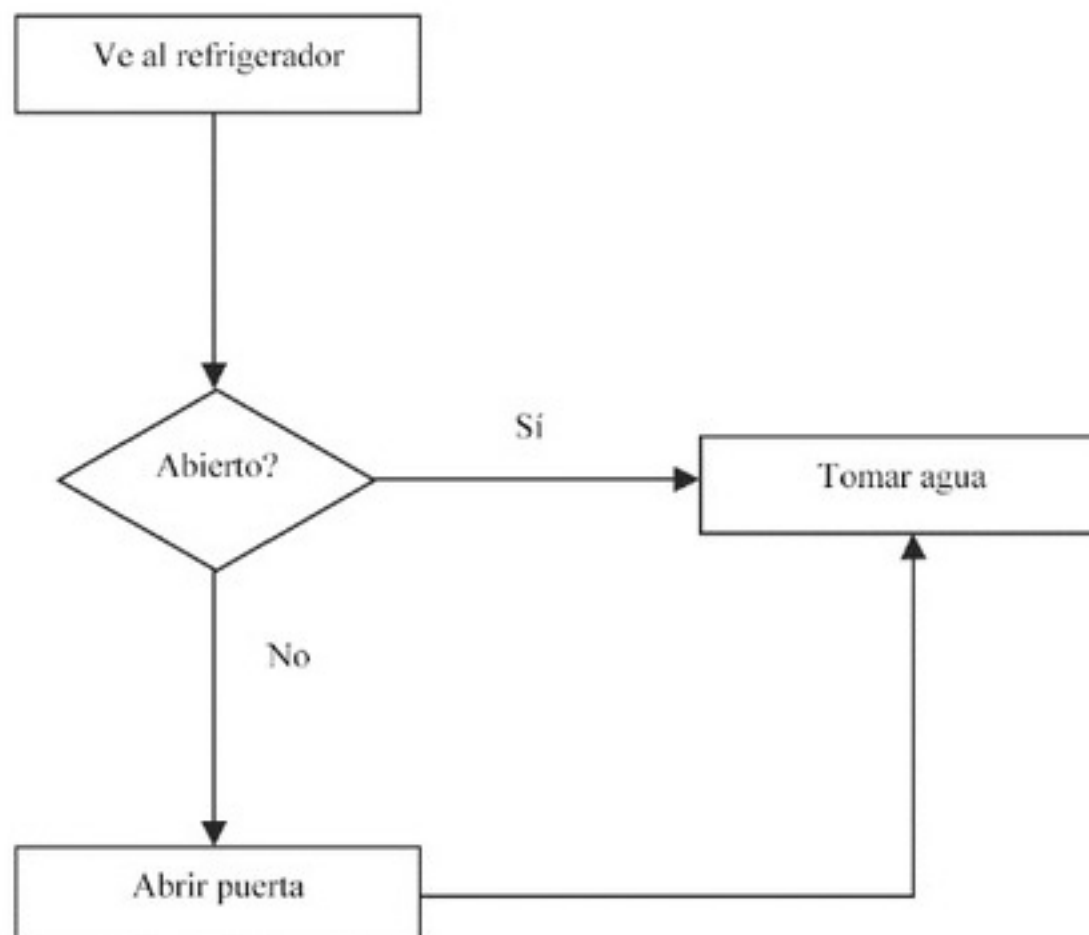 Ve al refrigerador
Abierto?
Sí
Tomar agua
No
Abrir puerta